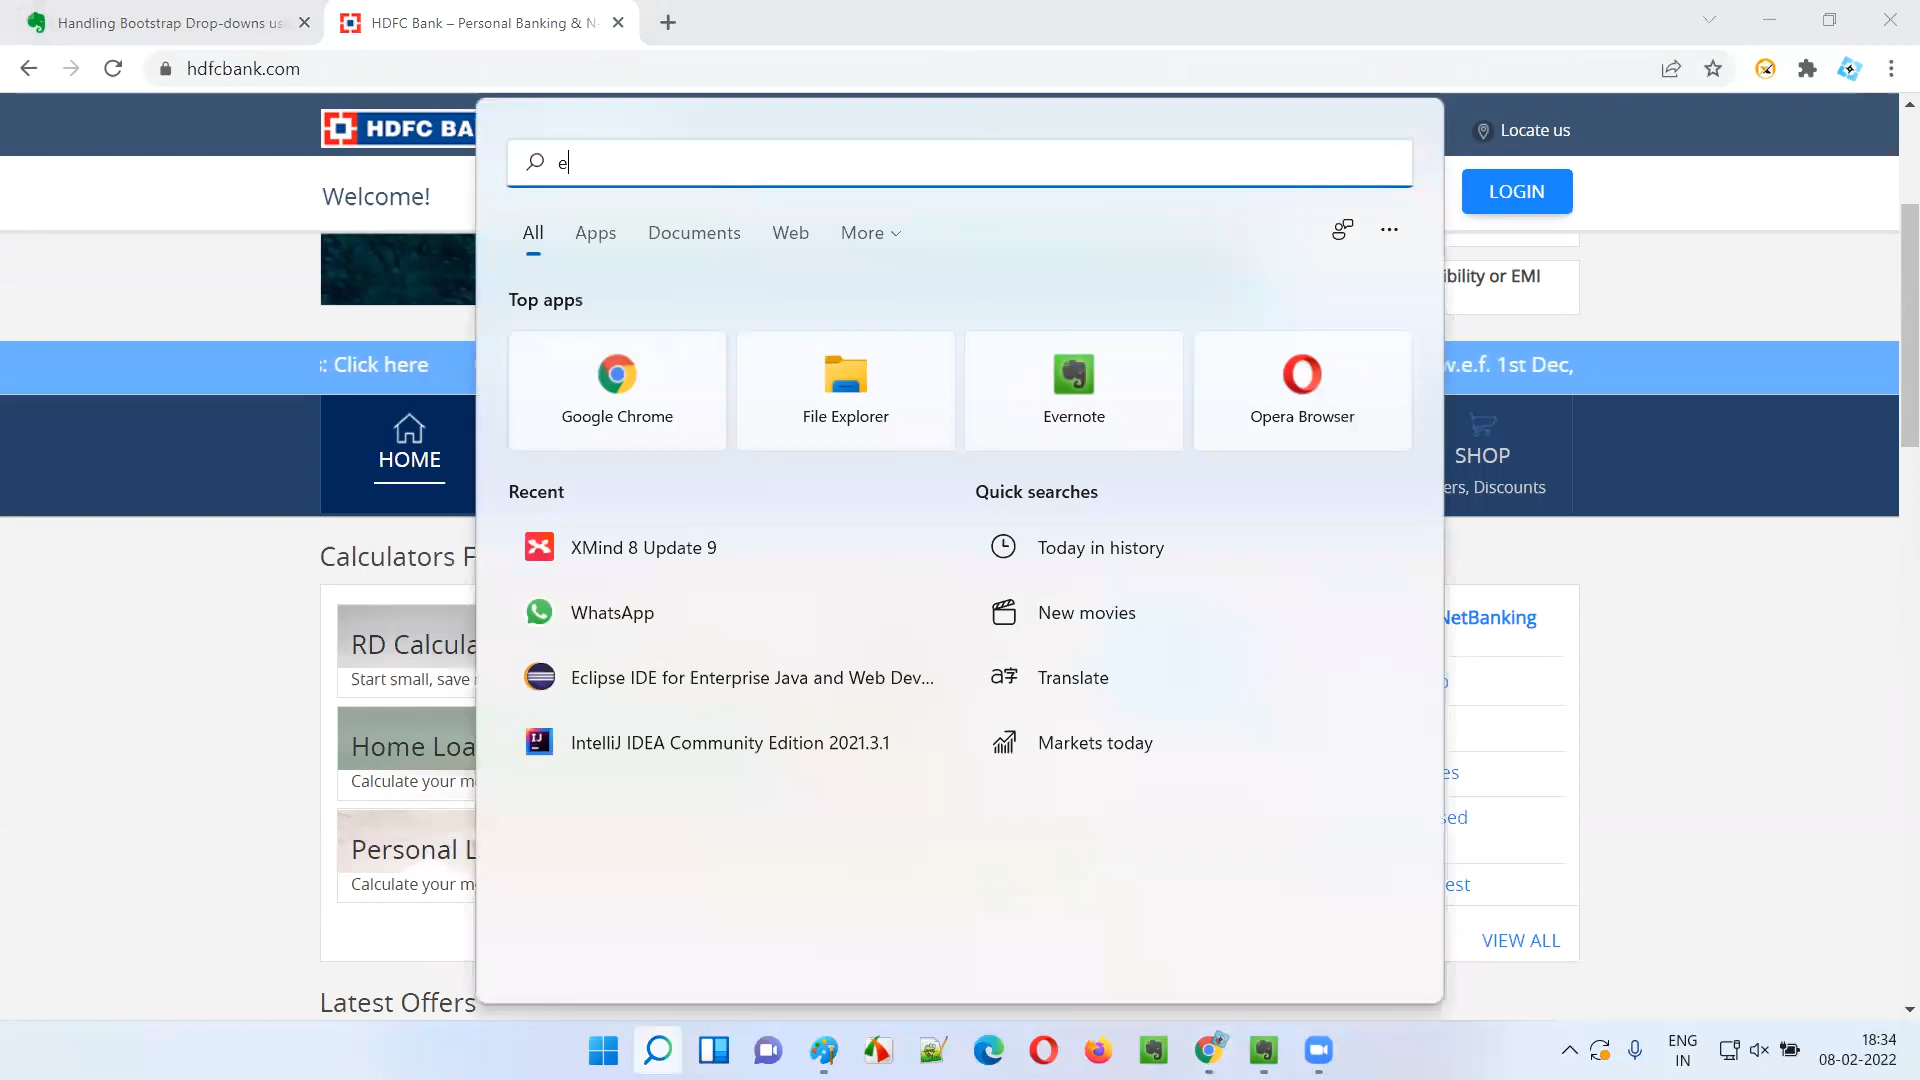 Handling Bootstrap Drop-downs us
HDFC Bank – Personal Banking & N
hdfcbank.com
HDFC BA
Locate us
Welcome!
LOGIN
e
All Apps Documents Web More
ibility or EMI
Top apps
: Click here
w.e.f. 1st Dec,
Google Chrome File Explorer Evernote Opera Browser
HOME
SHOP
ers, Discounts
Recent
Quick searches
XMind 8 Update 9
Today in history
WhatsApp
New movies
Eclipse IDE for Enterprise Java and Web Dev...
Translate
IntelliJ IDEA Community Edition 2021.3.1
Markets today
Calculators F
RD Calcula
Start small, save
Home Loa
Calculate your m
Personal L
Calculate your m
NetBanking
es
sed
est
VIEW ALL
Latest Offers
ENG
IN
18:34
08-02-2022